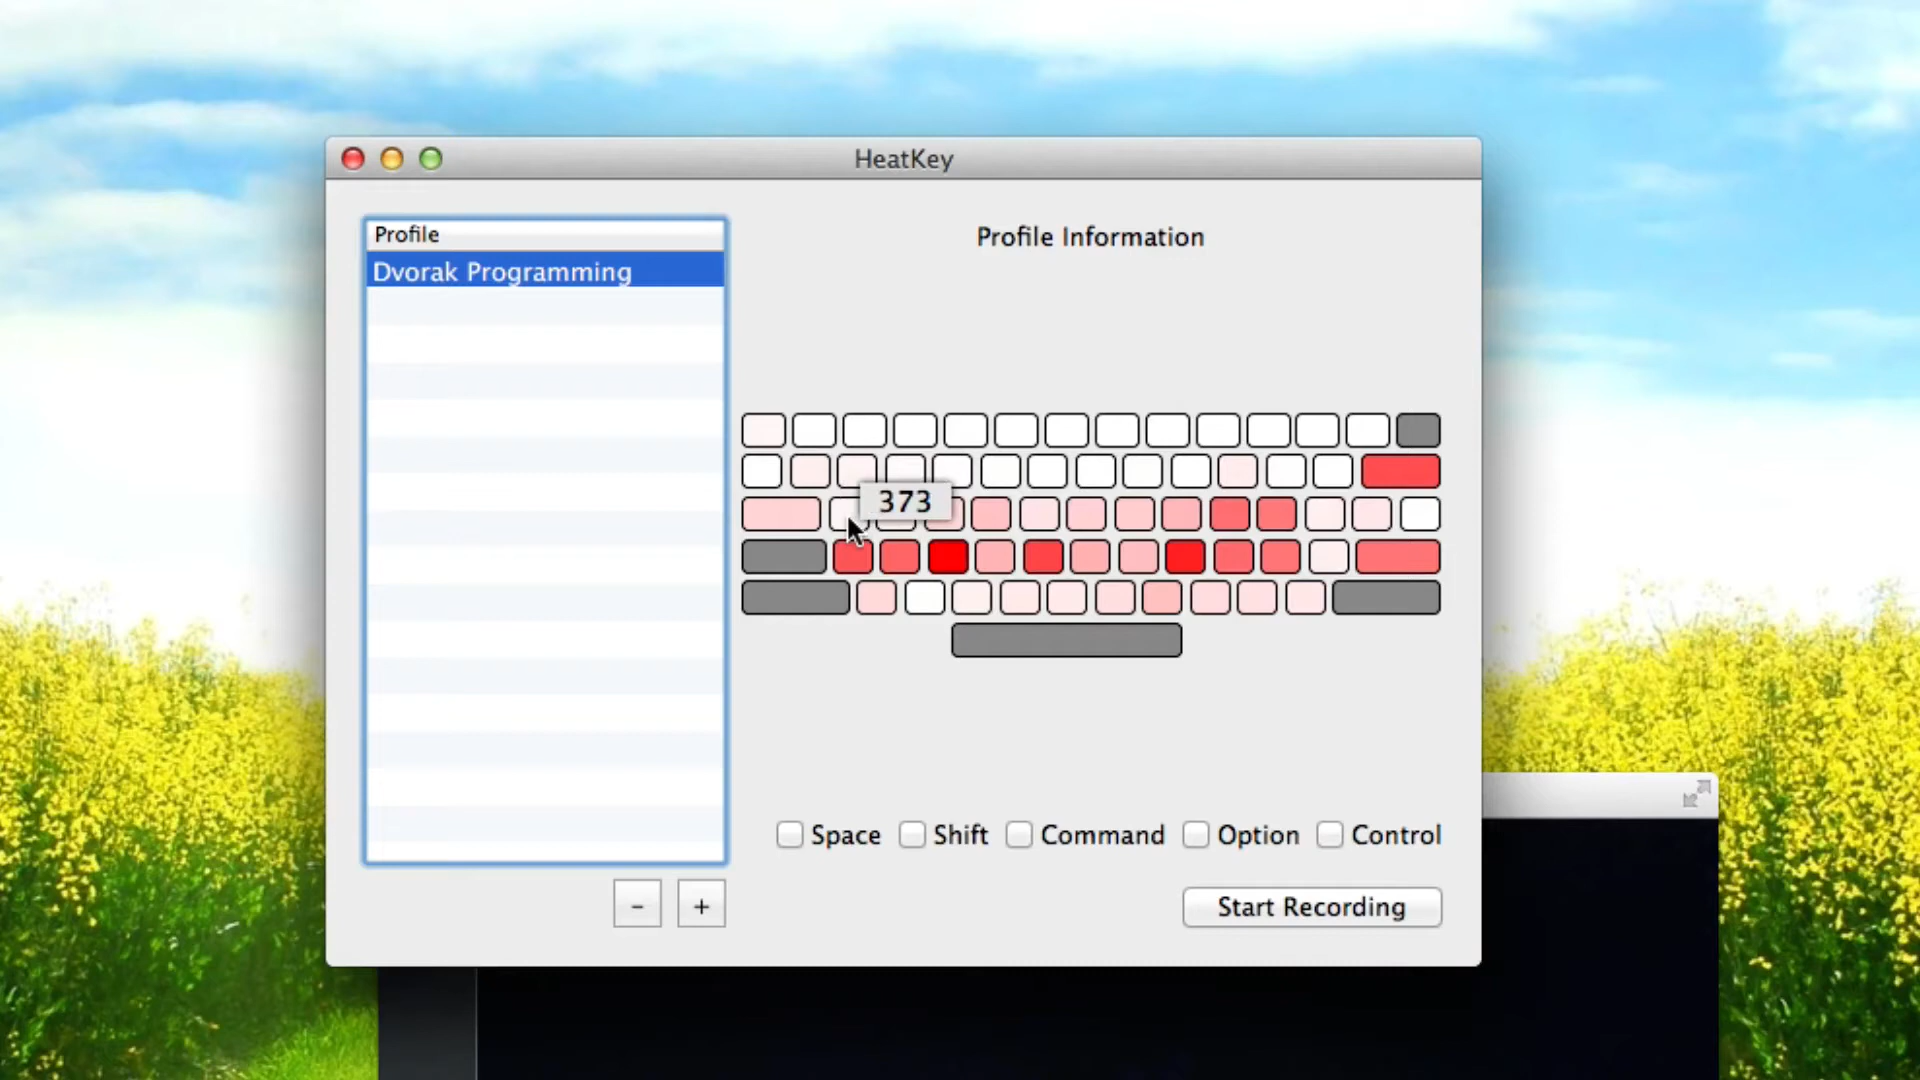 HeatKey
Profile
Profile Information
Dvorak Programming
373
Space Shift Command Option Control
- +
Start Recording